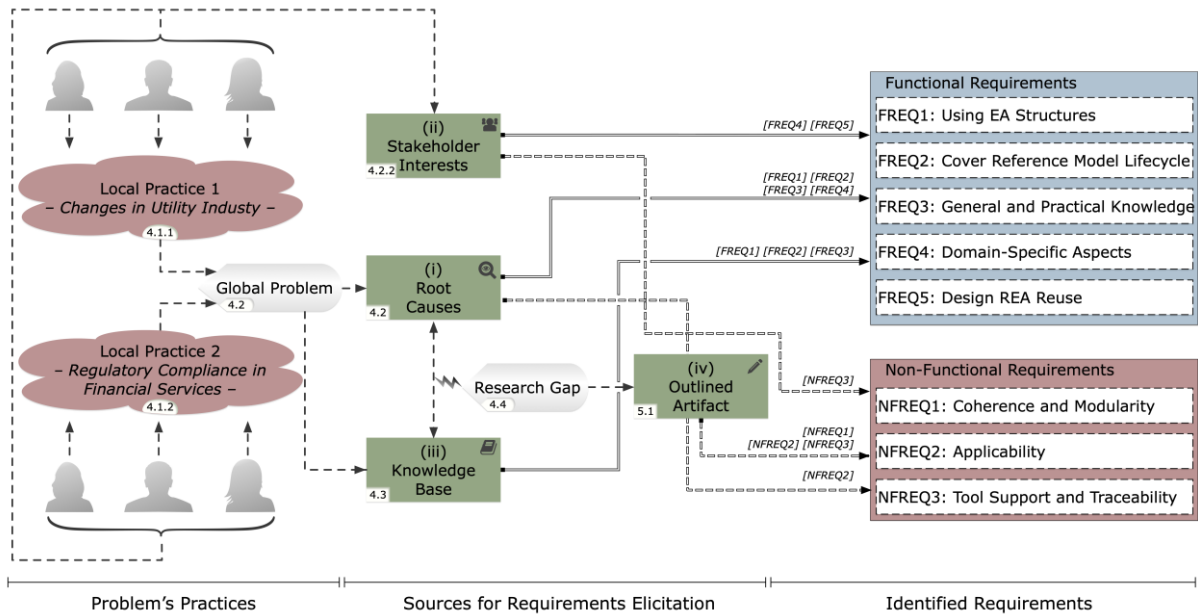 Local Practice 1
– Changes in Utility Industy –
4.1.1
Global Problem
4.2
Local Practice 2
– Regulatory Compliance in
Financial Services –
4.1.2
(ii)
Stakeholder
Interests
4.2.2
(i)
Root
Causes
4.2
Research Gap
4.4
(iii)
Knowledge
Base
4.3
(iv)
Outlined
Artifact
5.1
[FREQ4] [FREQ5]
[FREQ1] [FREQ2]
[FREQ3] [FREQ4]
[FREQ1] [FREQ2] [FREQ3]
[NFREQ3]
[NFREQ1]
[NFREQ2] [NFREQ3]
[NFREQ2]
Functional Requirements
FREQ1: Using EA Structures
FREQ2: Cover Reference Model Lifecycle
FREQ3: General and Practical Knowledge
FREQ4: Domain-Specific Aspects
FREQ5: Design REA Reuse
Non-Functional Requirements
NFREQ1: Coherence and Modularity
NFREQ2: Applicability
NFREQ3: Tool Support and Traceability
Problem's Practices
Sources for Requirements Elicitation
Identified Requirements